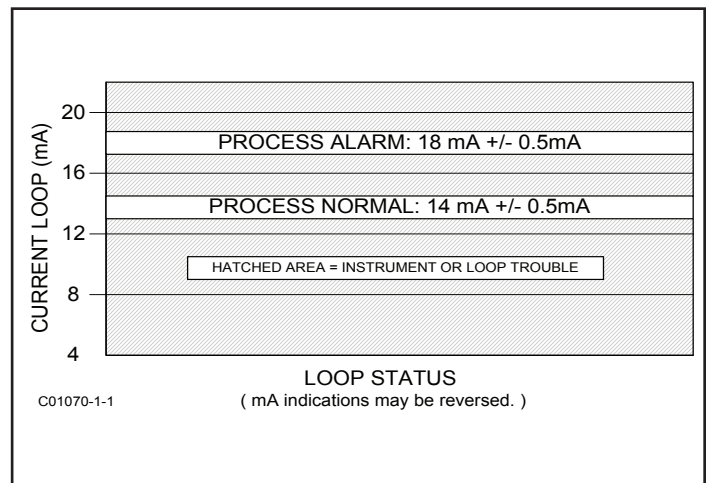 CURRENT LOOP (mA)
20
PROCESS ALARM: 18 mA +/- 0.5mA
16
PROCESS NORMAL: 14 mA +/- 0.5mA
12
HATCHED AREA = INSTRUMENT OR LOOP TROUBLE
8
4
LOOP STATUS
C01070-1-1
( mA indications may be reversed. )